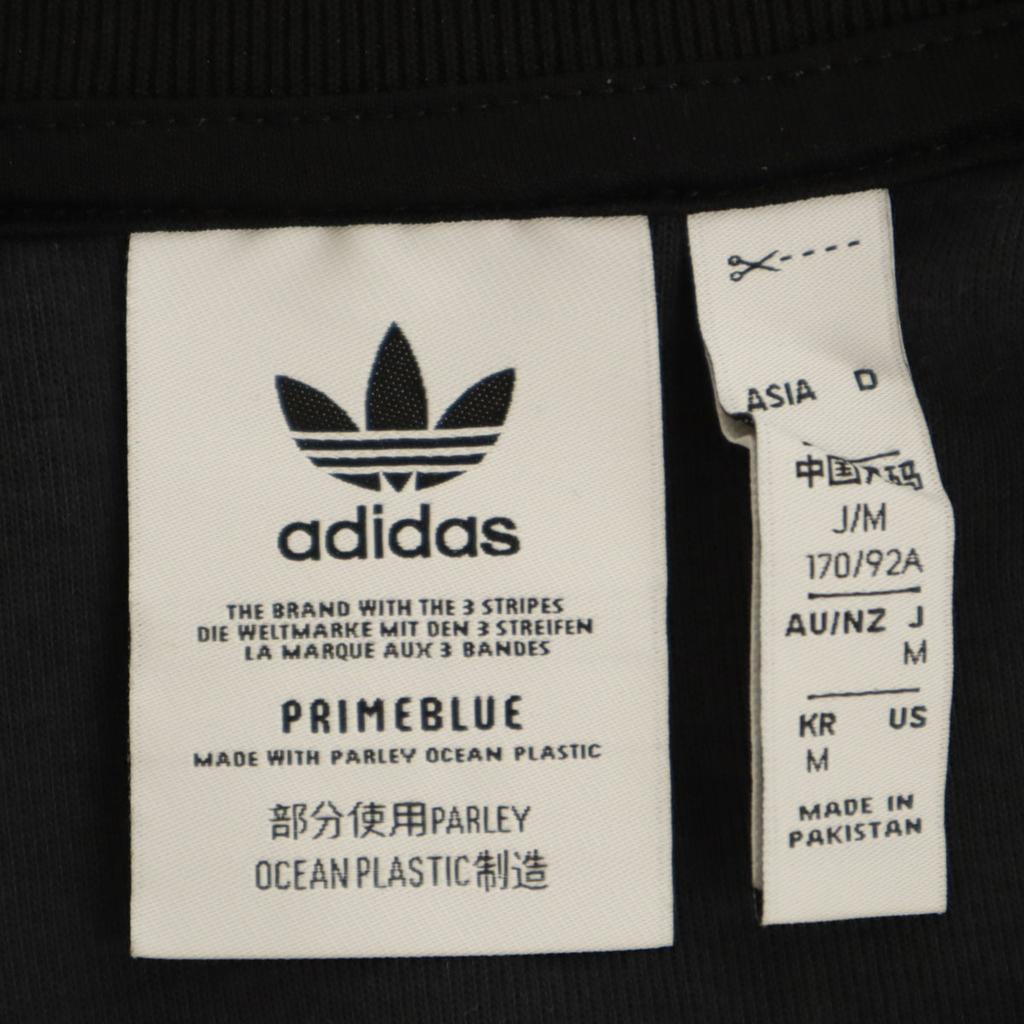 adidas
THE BRAND WITH THE 3 STRIPES
DIE WELTMARKE MIT DEN 3 STREIFEN
LA MARQUE AUX 3 BANDES
PRIMEBLUE
MADE WITH PARLEY OCEAN PLASTIC
部分使用PARLEY
OCEAN PLASTIC制造
ASIA D
中国 码
J/M
170/92A
AU/NZ J
M
KR US
M
MADE IN
PAKISTAN